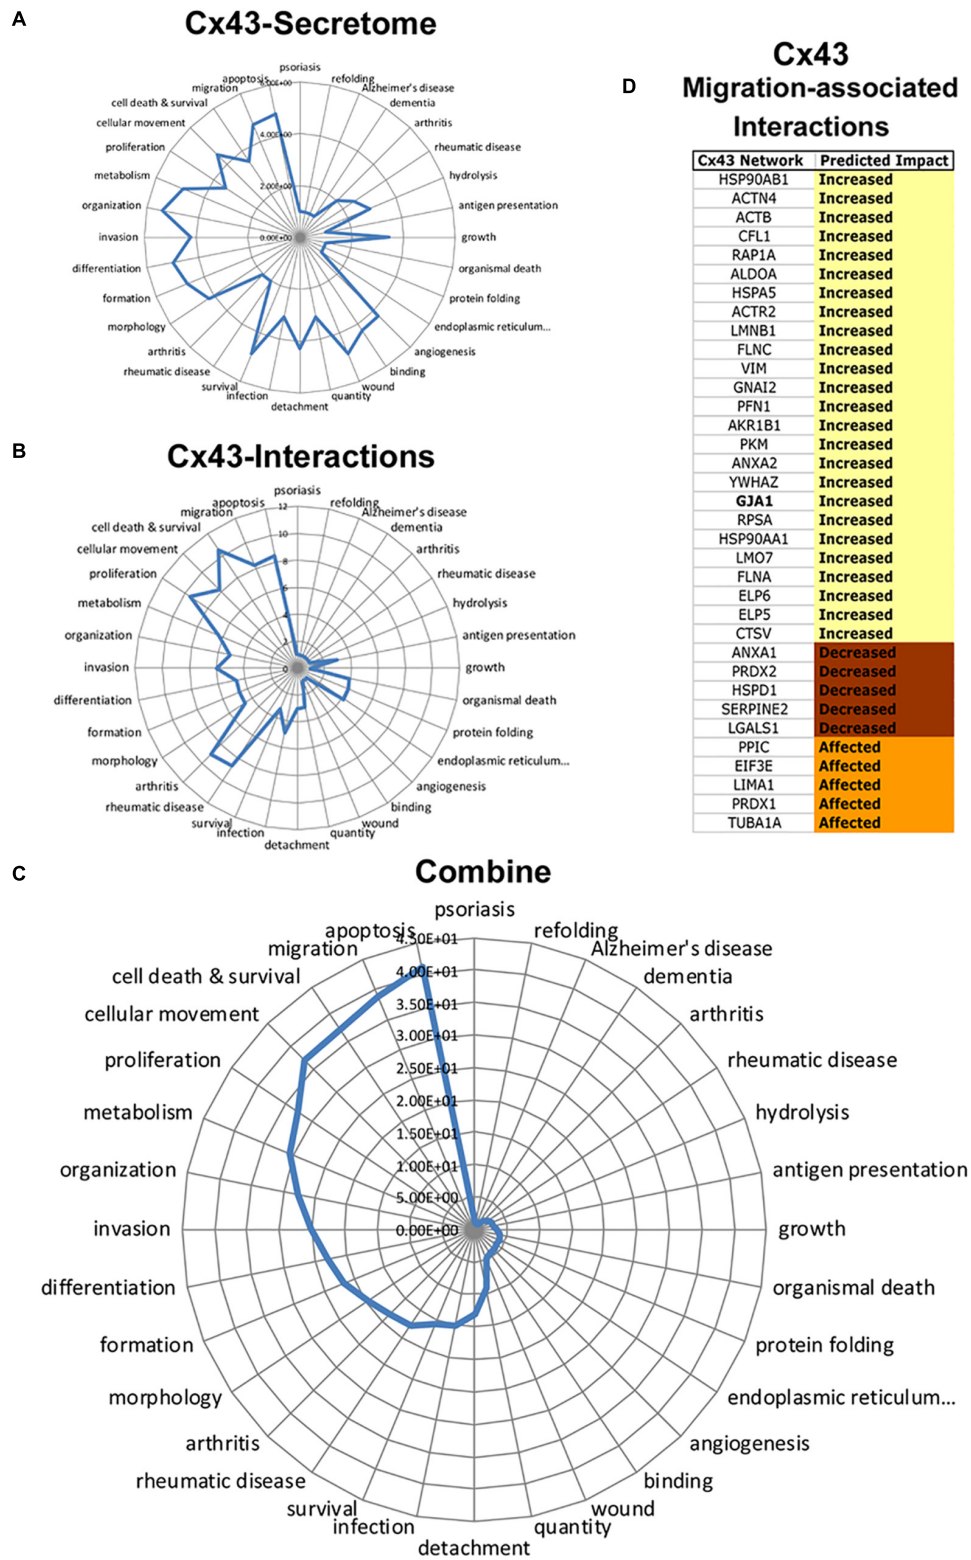 A
Cx43-Secretome
psoriasis
refolding
Alzheimer's disease
dementia
arthritis
rheumatic disease
hydrolysis
antigen presentation
growth
organismal death
protein folding
endoplasmic reticulum...
angiogenesis
binding
wound
quantity
detachment
infection
survival
rheumatic disease
arthritis
morphology
formation
differentiation
invasion
organization
metabolism
proliferation
cellular movement
cell death & survival
migration
apoptosis
4.00E+00
2.00E+00
0.00E+00
B
Cx43-Interactions
psoriasis
refolding
Alzheimer's disease
dementia
arthritis
rheumatic disease
hydrolysis
antigen presentation
growth
organismal death
protein folding
endoplasmic reticulum...
angiogenesis
binding
wound
quantity
detachment
infection
survival
rheumatic disease
arthritis
morphology
formation
differentiation
invasion
organization
metabolism
proliferation
cellular movement
cell death & survival
migration
apoptosis
12
10
8
6
4
2
0
C
Combine
psoriasis
refolding
Alzheimer's disease
dementia
arthritis
rheumatic disease
hydrolysis
antigen presentation
growth
organismal death
protein folding
endoplasmic reticulum...
angiogenesis
binding
wound
quantity
detachment
infection
survival
rheumatic disease
arthritis
morphology
formation
differentiation
invasion
organization
metabolism
proliferation
cellular movement
cell death & survival
migration
apoptosis
4.50E+01
4.00E+01
3.50E+01
3.00E+01
2.50E+01
2.00E+01
1.50E+01
1.00E+01
5.00E+00
0.00E+00
D
Cx43
Migration-associated
Interactions
Cx43 Network Predicted Impact
HSP90AB1 Increased
ACTN4 Increased
ACTB Increased
CFL1 Increased
RAP1A Increased
ALDOA Increased
HSPA5 Increased
ACTR2 Increased
LMNB1 Increased
FLNC Increased
VIM Increased
GNAI2 Increased
PFN1 Increased
AKR1B1 Increased
PKM Increased
ANXA2 Increased
YWHAZ Increased
GJA1 Increased
RPSA Increased
HSP90AA1 Increased
LMO7 Increased
FLNA Increased
ELP6 Increased
ELP5 Increased
CTSV Increased
ANXA1 Decreased
PRDX2 Decreased
HSPD1 Decreased
SERPINE2 Decreased
LGALS1 Decreased
PPIC Affected
EIF3E Affected
LIMA1 Affected
PRDX1 Affected
TUBA1A Affected